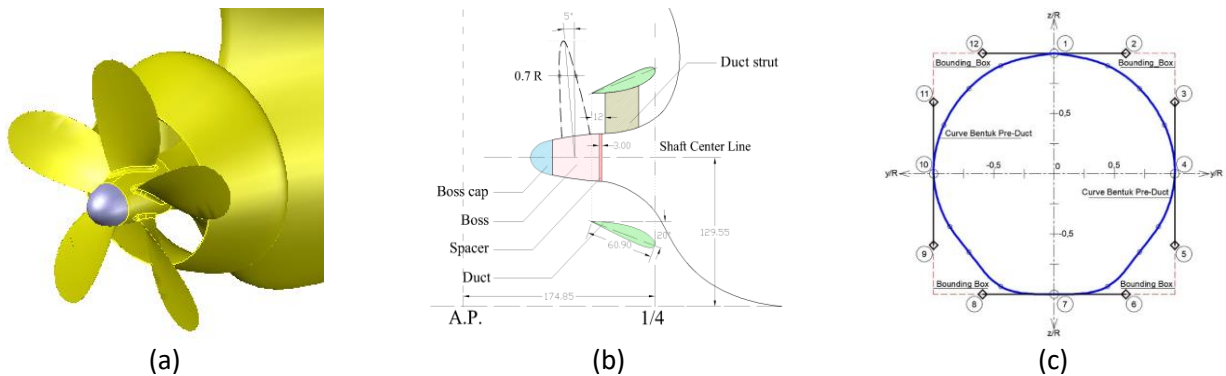 5°
0.7 R
Duct strut
12
3.00
Shaft Center Line
Boss cap
Boss
Spacer
Duct
60.90
20°
129.55
174.85
A.P.
1/4
z/R
12
1
2
Bounding_Box
Bounding_Box
11
3
0,5
Curve Bentuk Pre-Duct
-0,5
0
0,5
10
4
y/R
y/R
Curve Bentuk Pre-Duct
-0,5
9
5
Bounding Box
Bounding Box
8
7
6
z/R
(a)
(b)
(c)